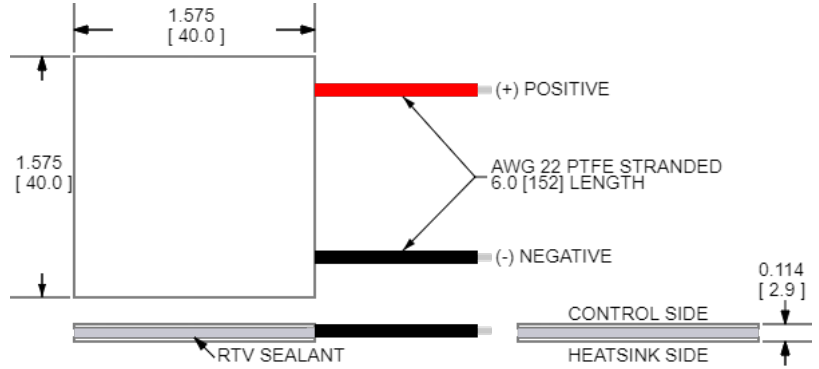 1.575
[ 40.0 ]
(+) POSITIVE
1.575
[ 40.0 ]
AWG 22 PTFE STRANDED
6.0 [152] LENGTH
(-) NEGATIVE
0.114
[ 2.9 ]
CONTROL SIDE
RTV SEALANT
HEATSINK SIDE